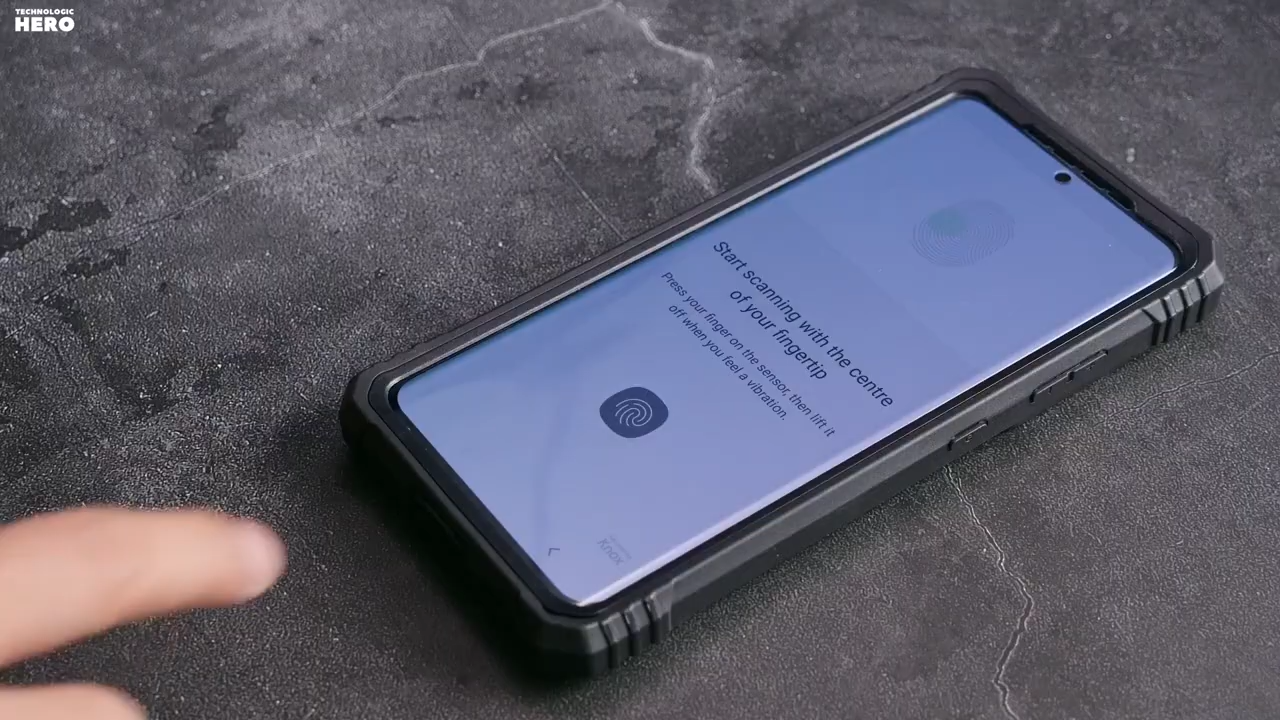 TECHNOLOGIC
HERO
Start scanning with the centre
of your fingertip
Press your finger on the sensor, then lift it
off when you feel a vibration.
Knox